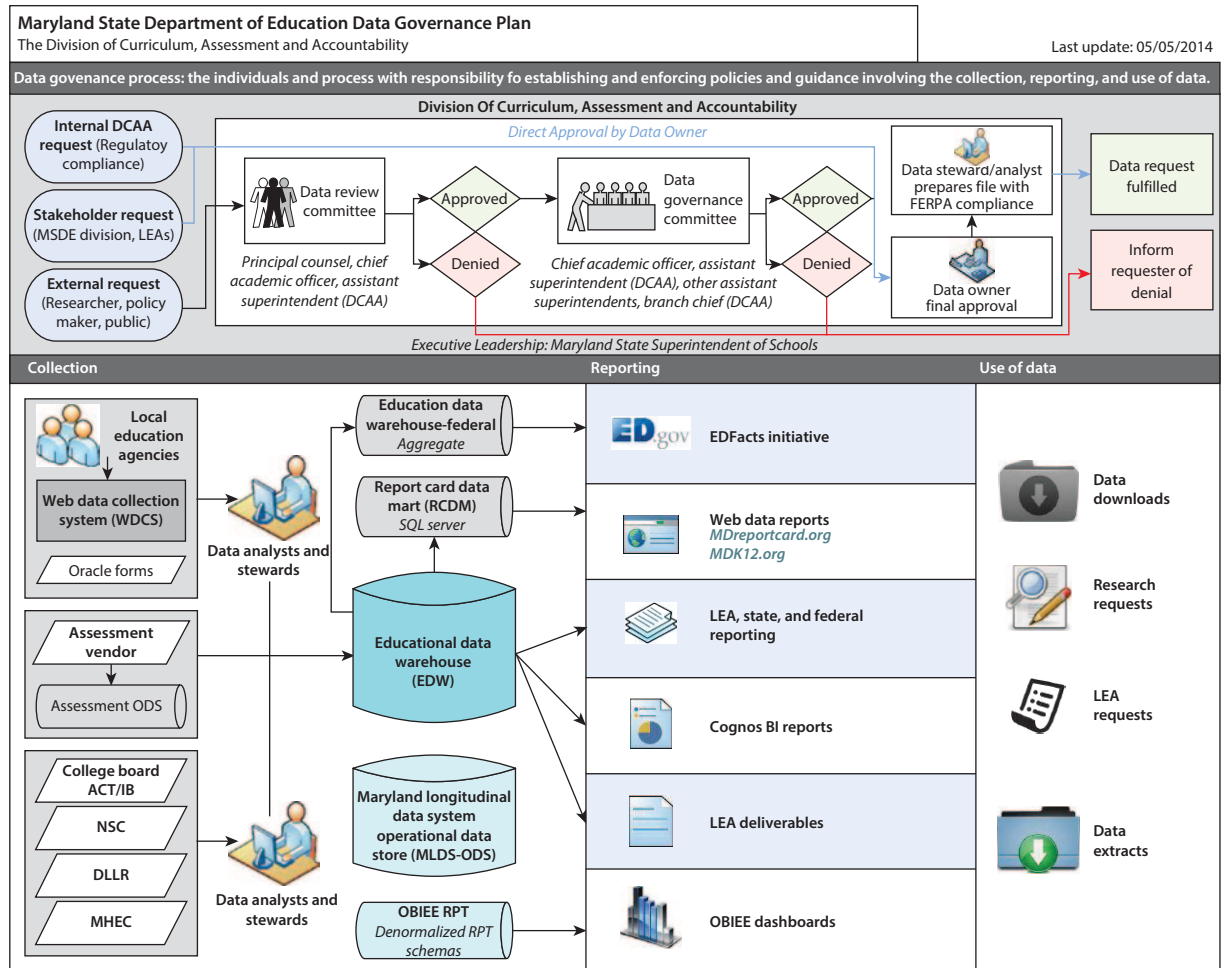 Maryland State Department of Education Data Governance Plan
The Division of Curriculum, Assessment and Accountability
Last update: 05/05/2014
Data govenance process: the individuals and process with responsibility fo establishing and enforcing policies and guidance involving the collection, reporting, and use of data.
Division Of Curriculum, Assessment and Accountability
Direct Approval by Data Owner
Internal DCAA
request (Regulatoy
compliance)
Stakeholder request
(MSDE division, LEAs)
External request
(Researcher, policy
maker, public)
Data review
committee
Principal counsel, chief
academic officer, assistant
superintendent (DCAA)
Approved
Denied
Data
governance
committee
Chief academic officer, assistant
superintendent (DCAA), other assistant
superintendents, branch chief (DCAA)
Approved
Denied
Data steward/analyst
prepares file with
FERPA compliance
Data owner
final approval
Data request
fulfilled
Inform
requester of
denial
Executive Leadership: Maryland State Superintendent of Schools
Collection
Reporting
Use of data
Local
education
agencies
Web data collection
system (WDCS)
Oracle forms
Assessment
vendor
Assessment ODS
College board
ACT/IB
NSC
DLLR
MHEC
Data analysts and
stewards
Data analysts and
stewards
Education data
warehouse-federal
Aggregate
Report card data
mart (RCDM)
SQL server
Educational data
warehouse
(EDW)
Maryland longitudinal
data system
operational data
store (MLDS-ODS)
OBIEE RPT
Denormalized RPT
schemas
ED.gov
EDFacts initiative
Web data reports
MDreportcard.org
MDK12.org
LEA, state, and federal
reporting
Cognos BI reports
LEA deliverables
OBIEE dashboards
Data
downloads
Research
requests
LEA
requests
Data
extracts